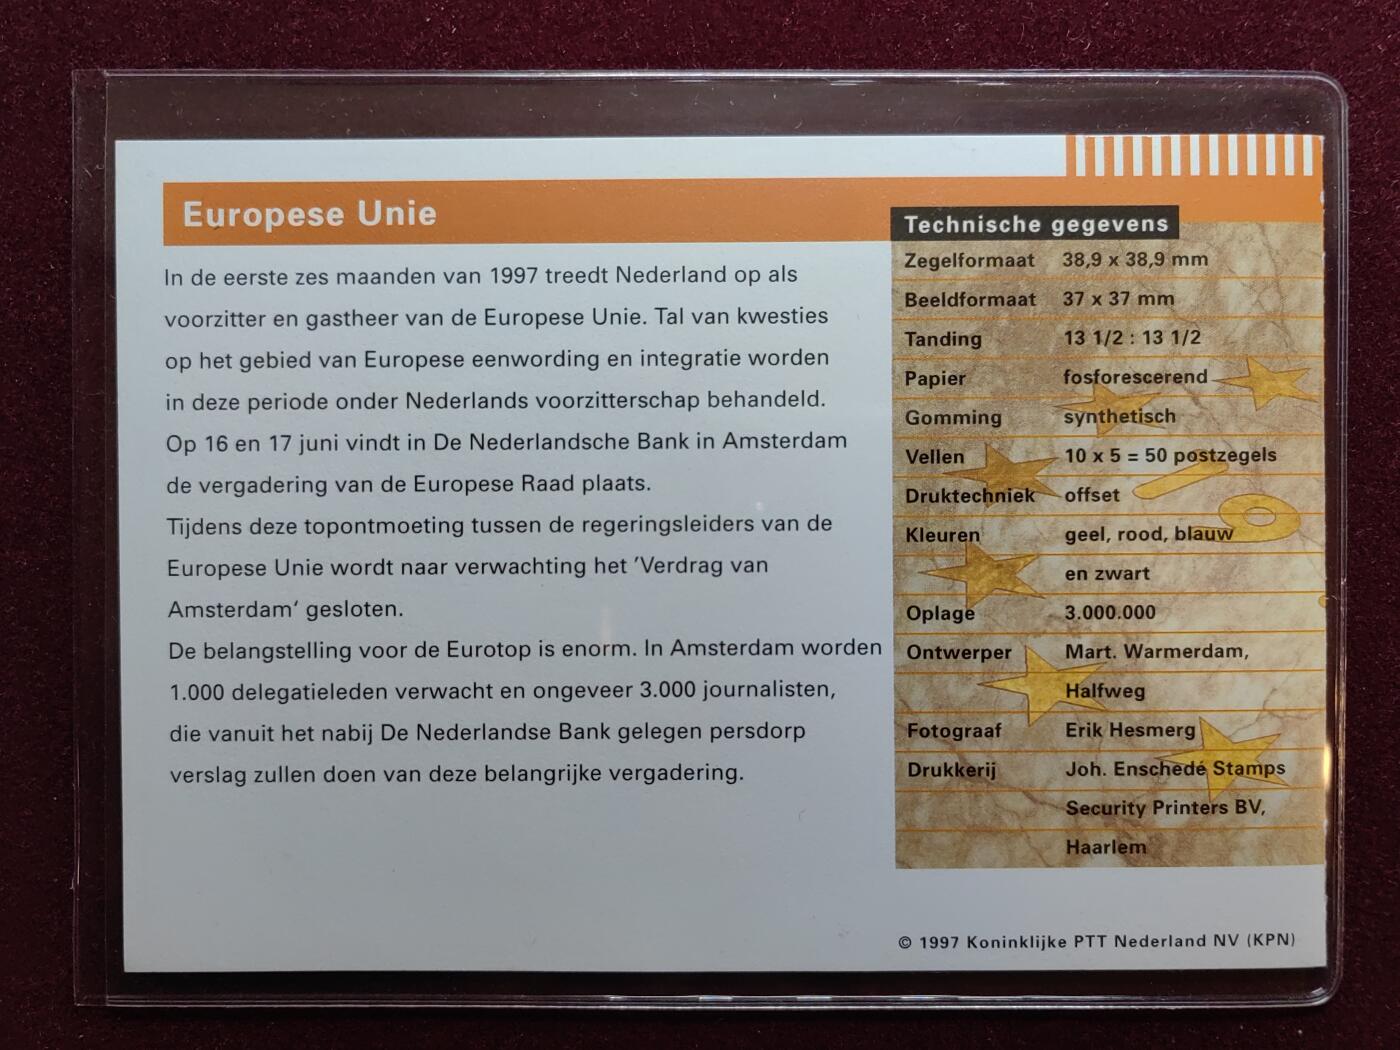 Europese Unie
In de eerste zes maanden van 1997 treedt Nederland op als
voorzitter en gastheer van de Europese Unie. Tal van kwesties
op het gebied van Europese eenwording en integratie worden
in deze periode onder Nederlands voorzitterschap behandeld.
Op 16 en 17 juni vindt in De Nederlandsche Bank in Amsterdam
de vergadering van de Europese Raad plaats.
Tijdens deze topontmoeting tussen de regeringsleiders van de
Europese Unie wordt naar verwachting het ‘Verdrag van
Amsterdam‘ gesloten.
De belangstelling voor de Eurotop is enorm. In Amsterdam worden
1.000 delegatieleden verwacht en ongeveer 3.000 journalisten,
die vanuit het nabij De Nederlandse Bank gelegen persdorp
verslag zullen doen van deze belangrijke vergadering.
Technische gegevens
Zegelformaat 38,9 x 38,9 mm
Beeldformaat 37 x 37 mm
Tanding 13 1/2 : 13 1/2
Papier fosforescerend
Gomming synthetisch
Vellen 10 x 5 = 50 postzegels
Druktechniek offset
Kleuren geel, rood, blauw
en zwart
Oplage 3.000.000
Ontwerper Mart. Warmerdam,
Halfweg
Fotograaf Erik Hesmerg
Drukkerij Joh. Enschedé Stamps
Security Printers BV,
Haarlem
© 1997 Koninklijke PTT Nederland NV (KPN)